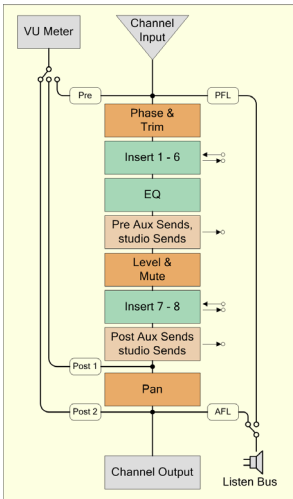 VU Meter
Channel
Input
Pre
PFL
Phase &
Trim
Insert 1 - 6
EQ
Pre Aux Sends,
studio Sends
Level &
Mute
Insert 7 - 8
Post Aux Sends
studio Sends
Post 1
Pan
Post 2
AFL
Channel Output
Listen Bus